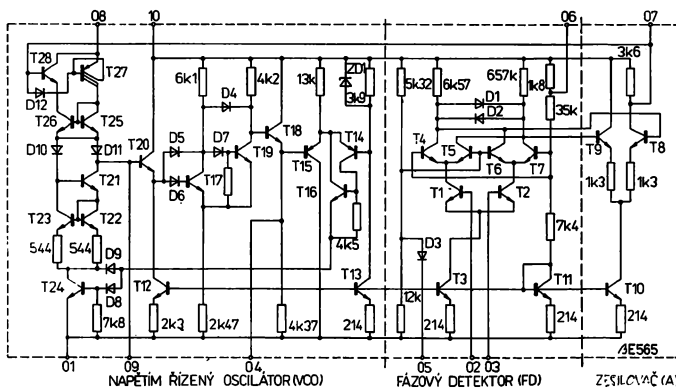 08 10 06 07
T28 T27 3k6
D12 6k1 D4 4k2 13k ZD1 5k32 6k57 657k 1k8
3k9 D1 35k
T26 T25 D2
D10 D11 T20 D5 D7 T18 T14 T4 T5 T9 T8
T19 T15 T6 T7
T21 D6 T17 T16 T1 T2 1k3 1k3
T23 T22
544 544 D9 4k5 D3 7k4
T24 D8 T12 T13 T3 T11 T10
12k
7k8 2k3 2k47 4k37 214 214 214 214
βE565
01 09 04 05 02 03
NAPĚTÍM ŘÍZENÝ OSCILÁTOR (VCO) FÁZOVÝ DETEKTOR (FD) ZESILOVAČ (A)